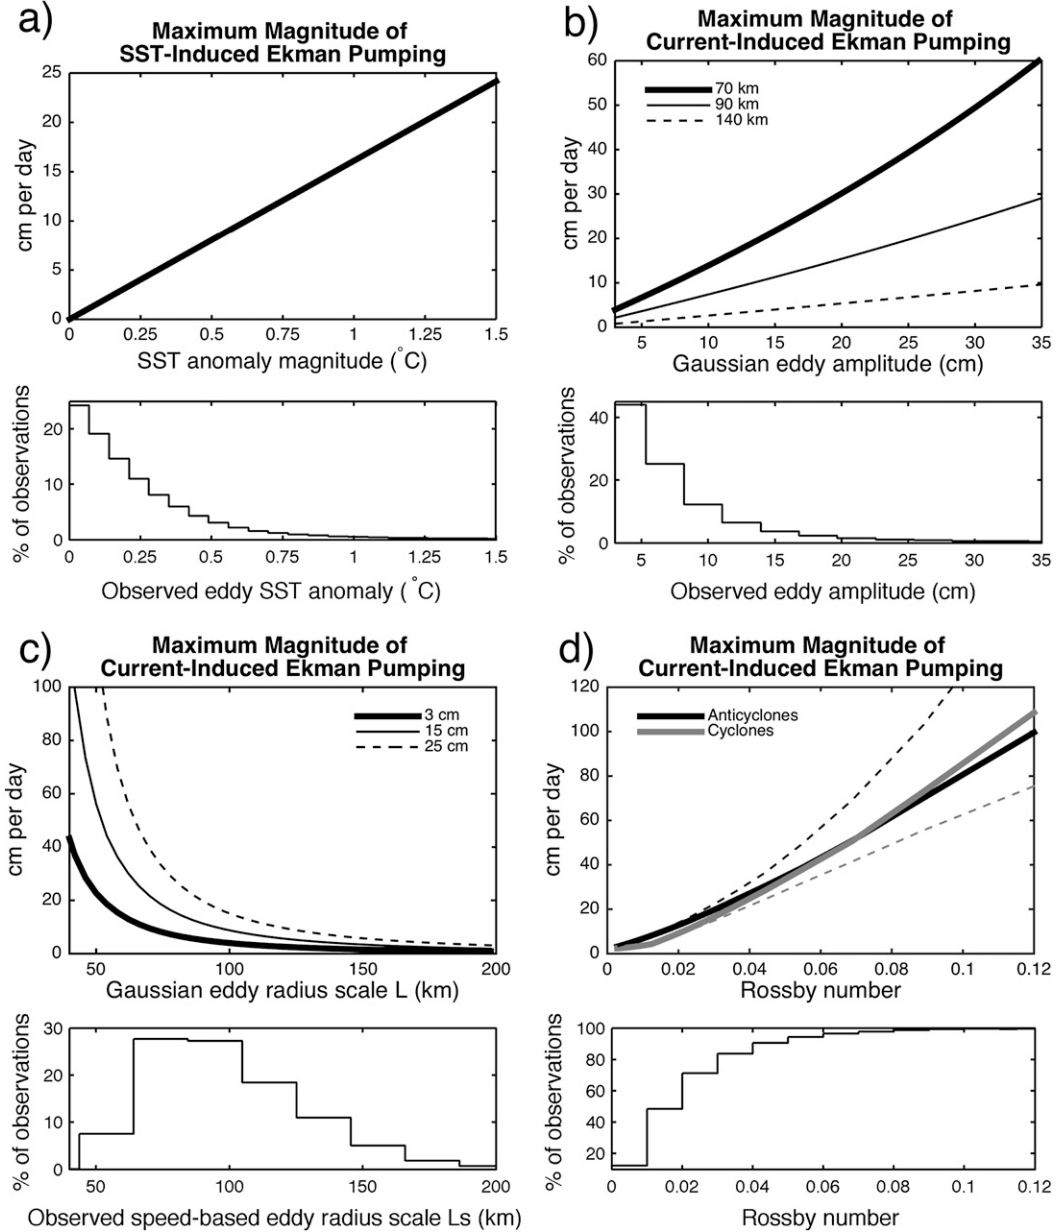 a)
Maximum Magnitude of
SST-Induced Ekman Pumping
25
20
15
10
5
0
cm per day
0 0.25 0.5 0.75 1 1.25 1.5
SST anomaly magnitude (°C)
20
10
0
% of observations
0 0.25 0.5 0.75 1 1.25 1.5
Observed eddy SST anomaly (°C)
b)
Maximum Magnitude of
Current-Induced Ekman Pumping
60
50
40
30
20
10
0
cm per day
70 km
90 km
140 km
5 10 15 20 25 30 35
Gaussian eddy amplitude (cm)
40
20
0
% of observations
5 10 15 20 25 30 35
Observed eddy amplitude (cm)
c)
Maximum Magnitude of
Current-Induced Ekman Pumping
100
80
60
40
20
0
cm per day
3 cm
15 cm
25 cm
50 100 150 200
Gaussian eddy radius scale L (km)
30
20
10
0
% of observations
50 100 150 200
Observed speed-based eddy radius scale Ls (km)
d)
Maximum Magnitude of
Current-Induced Ekman Pumping
120
100
80
60
40
20
0
cm per day
Anticyclones
Cyclones
0 0.02 0.04 0.06 0.08 0.1 0.12
Rossby number
100
80
60
40
20
% of observations
0 0.02 0.04 0.06 0.08 0.1 0.12
Rossby number